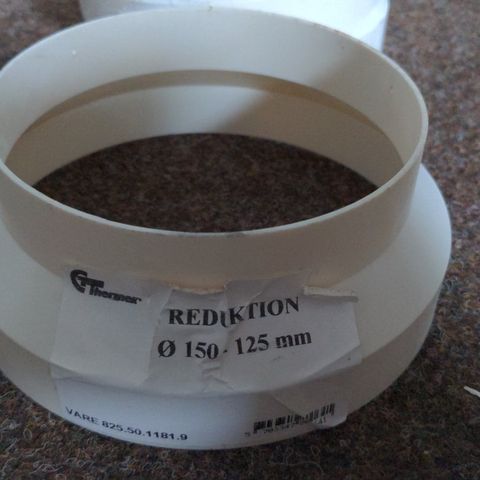 Thermex
REDUKTION
Ø 150 - 125 mm
VARE 825.50.1181.9